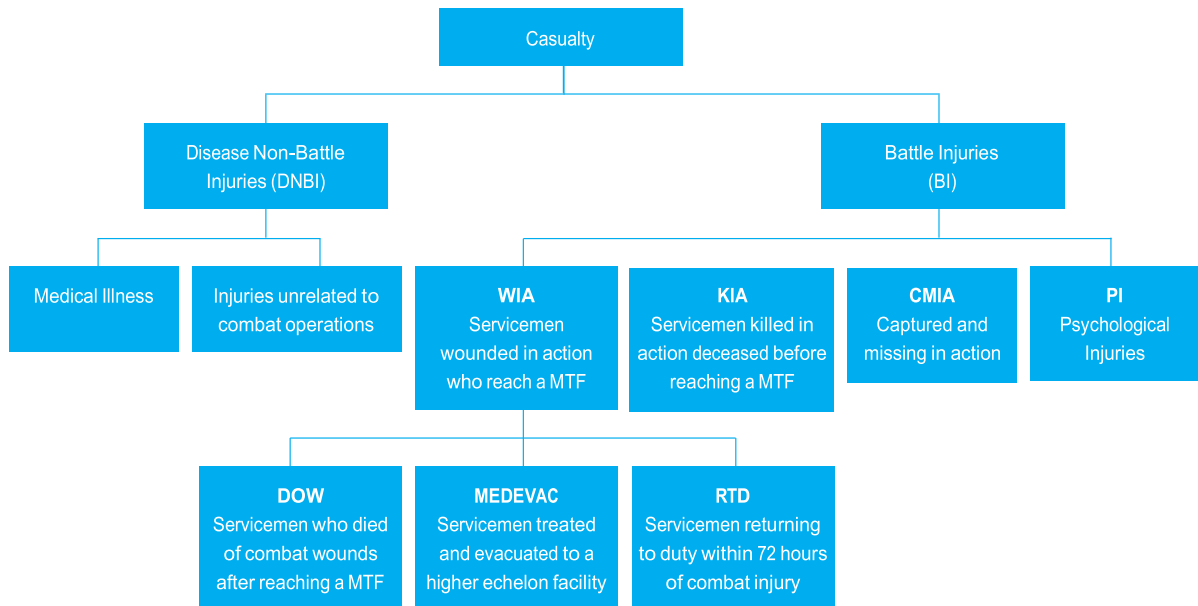 Casualty
Disease Non-Battle
Injuries (DNBI)
Battle Injuries
(BI)
Medical Illness
Injuries unrelated to
combat operations
WIA
Servicemen
wounded in action
who reach a MTF
KIA
Servicemen killed in
action deceased before
reaching a MTF
CMIA
Captured and
missing in action
PI
Psychological
Injuries
DOW
Servicemen who died
of combat wounds
after reaching a MTF
MEDEVAC
Servicemen treated
and evacuated to a
higher echelon facility
RTD
Servicemen returning
to duty within 72 hours
of combat injury